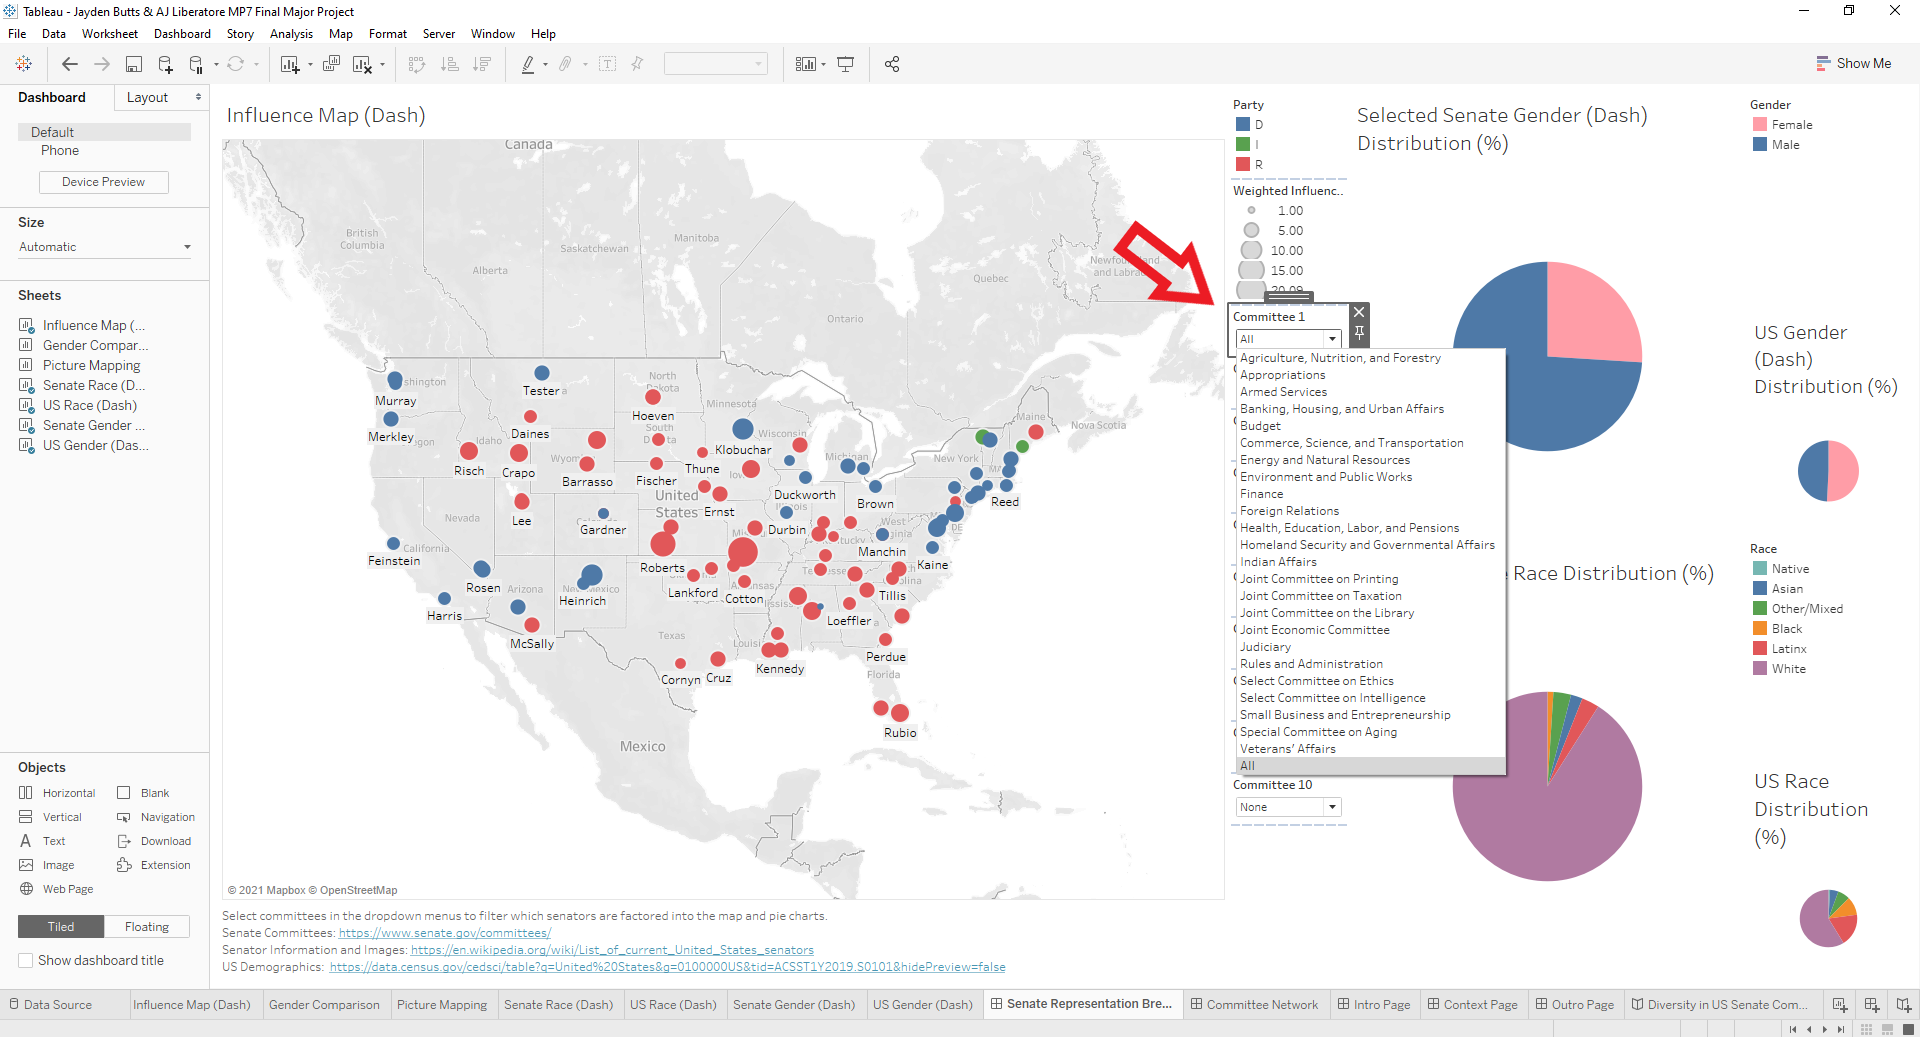 Tableau - Jayden Butts & AJ Liberatore MP7 Final Major Project
File Data Worksheet Dashboard Story Analysis Map Format Server Window Help
Show Me
Dashboard
Layout
Default
Phone
Device Preview
Size
Automatic
Sheets
Influence Map (...
Gender Compar...
Picture Mapping
Senate Race (D...
US Race (Dash)
Senate Gender ...
US Gender (Das...
Objects
Horizontal
Blank
Vertical
Navigation
Text
Download
Image
Extension
Web Page
Tiled
Floating
Show dashboard title
Influence Map (Dash)
Canada
British
Columbia
Alberta
Saskatchewan
Manitoba
Ontario
Quebec
Newfoundland
and Labra
Nova Scotia
Maine
shington
Murray
Merkley
gon
Tester
North
Dakota
Hoeven
Minnesota
Daines
Idaho
South
D ta
Klobuchar
Wisconsin
Michigan
New York
MA
Risch
Crapo
Wyom
Barrasso
Fischer
Thune
Iow
Duckworth
Brown
Reed
United
States
Ernst
Nevada
Lee
Gardner
Durbin
West
Virginia
DE
Manchin
Kaine
California
Feinstein
Rosen
Arizona
Heinrich
Roberts
Lankford
Cotton
Tillis
Harris
McSally
Texas
Louisi
Loeffler
Perdue
Kennedy
Cornyn
Cruz
Florida
Rubio
Mexico
© 2021 Mapbox © OpenStreetMap
Select committees in the dropdown menus to filter which senators are factored into the map and pie charts.
Senate Committees: https://www.senate.gov/committees/
Senator Information and Images: https://en.wikipedia.org/wiki/List_of_current_United_States_senators
US Demographics: https://data.census.gov/cedsci/table?q=United%20States&g=0100000US&tid=ACSST1Y2019.S0101&hidePreview=false
Party
D
I
R
Weighted Influenc..
1.00
5.00
10.00
15.00
20.09
Committee 1
All
Agriculture, Nutrition, and Forestry
Appropriations
Armed Services
Banking, Housing, and Urban Affairs
Budget
Commerce, Science, and Transportation
Energy and Natural Resources
Environment and Public Works
Finance
Foreign Relations
Health, Education, Labor, and Pensions
Homeland Security and Governmental Affairs
Indian Affairs
Joint Committee on Printing
Joint Committee on Taxation
Joint Committee on the Library
Joint Economic Committee
Judiciary
Rules and Administration
Select Committee on Ethics
Select Committee on Intelligence
Small Business and Entrepreneurship
Special Committee on Aging
Veterans’ Affairs
All
Committee 10
None
Selected Senate Gender (Dash)
Distribution (%)
Gender
Female
Male
US Gender
(Dash)
Distribution (%)
Race Distribution (%)
Race
Native
Asian
Other/Mixed
Black
Latinx
White
US Race
Distribution
(%)
Data Source
Influence Map (Dash)
Gender Comparison
Picture Mapping
Senate Race (Dash)
US Race (Dash)
Senate Gender (Dash)
US Gender (Dash)
Senate Representation Bre...
Committee Network
Intro Page
Context Page
Outro Page
Diversity in US Senate Com...